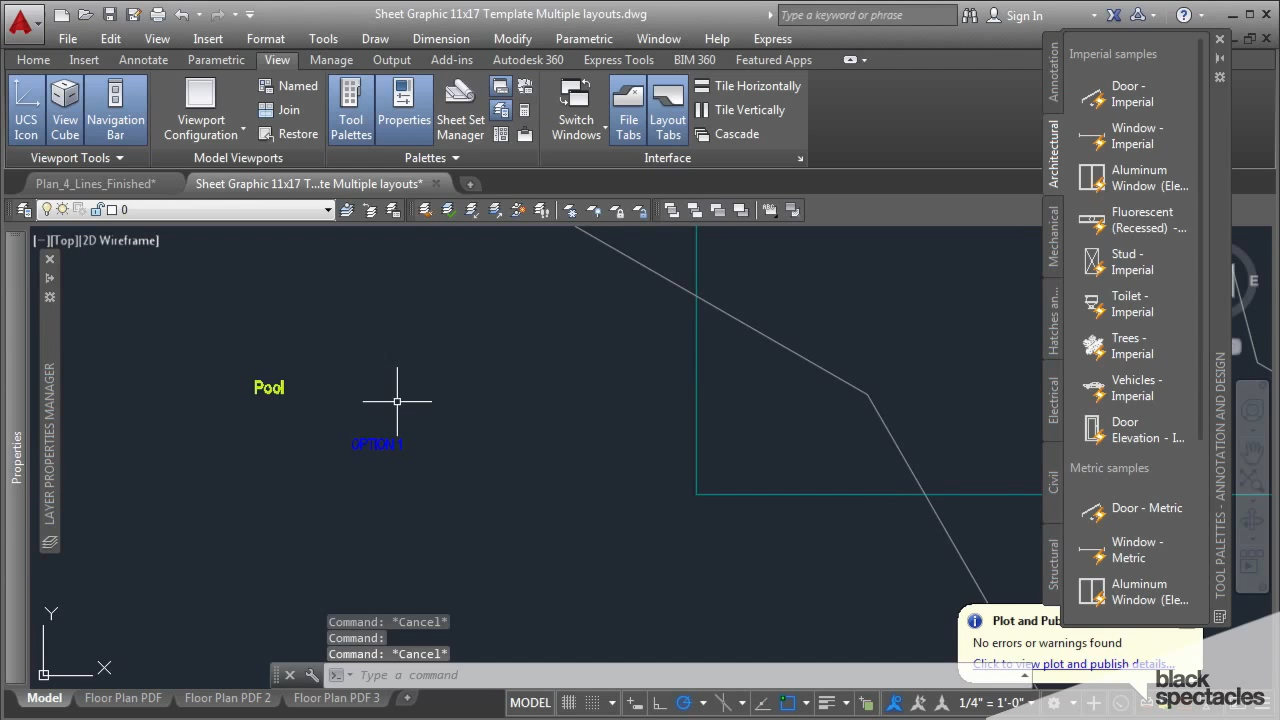 Sheet Graphic 11x17 Template Multiple layouts.dwg
Type a keyword or phrase
Sign In
File Edit View Insert Format Tools Draw Dimension Modify Parametric Window Help Express
Home Insert Annotate Parametric View Manage Output Add-ins Autodesk 360 Express Tools BIM 360 Featured Apps
UCS
Icon
View
Cube
Navigation
Bar
Viewport
Configuration
Named
Join
Restore
Tool
Palettes
Properties
Sheet Set
Manager
Switch
Windows
File
Tabs
Layout
Tabs
Tile Horizontally
Tile Vertically
Cascade
Viewport Tools
Model Viewports
Palettes
Interface
Plan_4_Lines_Finished*
Sheet Graphic 11x17 T...te Multiple layouts*
0
[−][Top][2D Wireframe]
Properties
LAYER PROPERTIES MANAGER
Pool
OPTION 1
Y
X
E
Annotation
Architectural
Mechanical
Hatches an...
Electrical
Civil
Structural
Imperial samples
Door -
Imperial
Window -
Imperial
Aluminum
Window (Ele...
Fluorescent
(Recessed) -...
Stud -
Imperial
Toilet -
Imperial
Trees -
Imperial
Vehicles -
Imperial
Door
Elevation - I...
Metric samples
Door - Metric
Window -
Metric
Aluminum
Window (Ele...
TOOL PALETTES - ANNOTATION AND DESIGN
Command: *Cancel*
Command:
Command: *Cancel*
Type a command
Plot and Pub
No errors or warnings found
Click to view plot and publish details...
Model
Floor Plan PDF
Floor Plan PDF 2
Floor Plan PDF 3
MODEL
1/4" = 1'-0"
black
spectacles